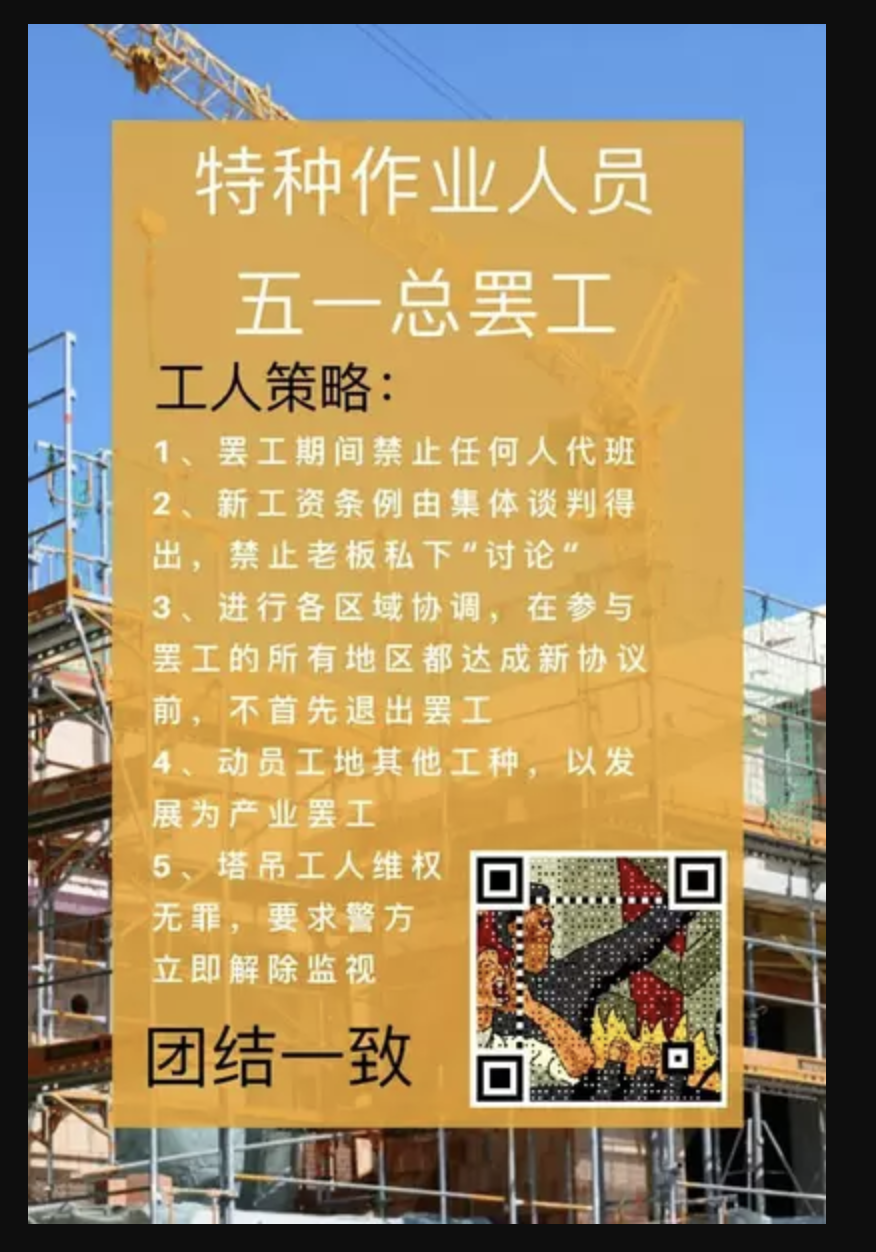 特种作业人员
五一总罢工
工人策略：
1、罢工期间禁止任何人代班
2、新工资条例由集体谈判得
出，禁止老板私下“讨论“
3、进行各区域协调，在参与
罢工的所有地区都达成新协议
前，不首先退出罢工
4、动员工地其他工种，以发
展为产业罢工
5、塔吊工人维权
无罪，要求警方
立即解除监视
团结一致